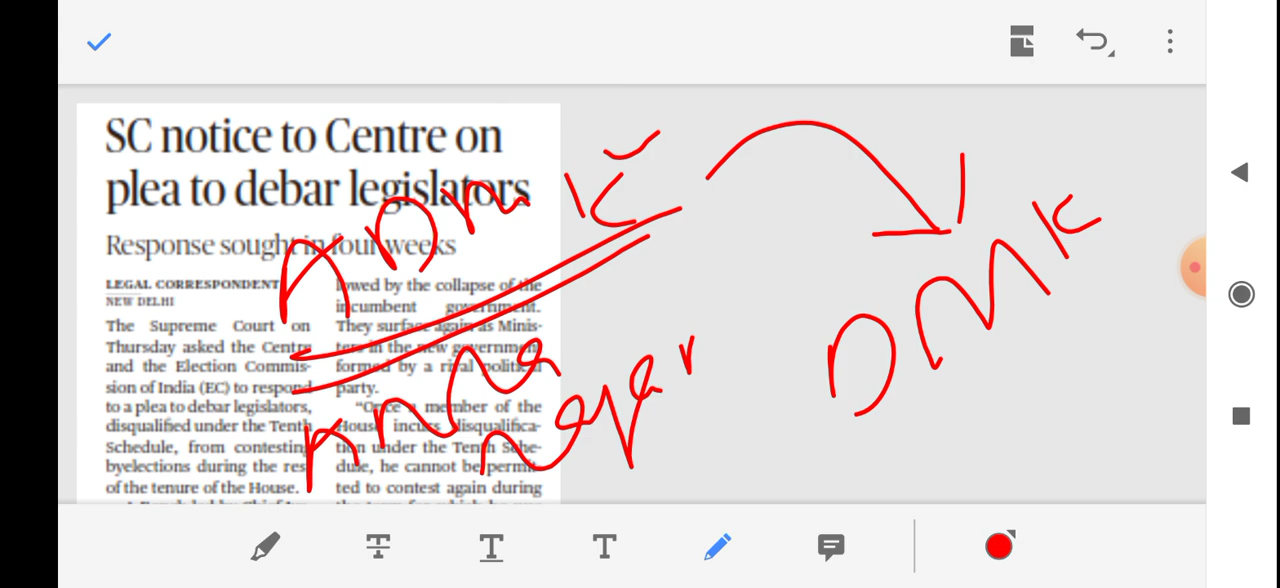 SC notice to Centre on
plea to debar legislators
Response sought in four weeks
LEGAL CORRESPONDENT
NEW DELHI
The Supreme Court on
Thursday asked the Centre
and the Election Commis-
sion of India (EC) to respond
to a plea to debar legislators,
disqualified under the Tenth
Schedule, from contesting
byelections during the res
of the tenure of the House.
lowed by the collapse of the
incumbent government.
They surface again as Minis-
ters in the new government
formed by a rival political
party.
"Once a member of the
House incurs disqualifica-
tion under the Tenth Sche-
dule, he cannot be permit-
ted to contest again during
ADMK
Anna
Nagar
DMK
T
T
T